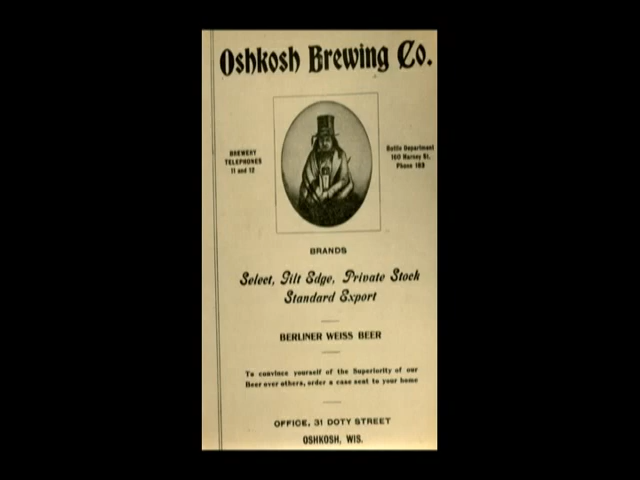 Oshkosh Brewing Co.
BREWERY
TELEPHONES
11 and 12
Bottle Department
160 Harney St.
Phone 183
BRANDS
Select, Gilt Edge, Private Stock
Standard Export
BERLINER WEISS BEER
To convince yourself of the Superiority of our
Beer over others, order a case sent to your home
OFFICE, 31 DOTY STREET
OSHKOSH, WIS.